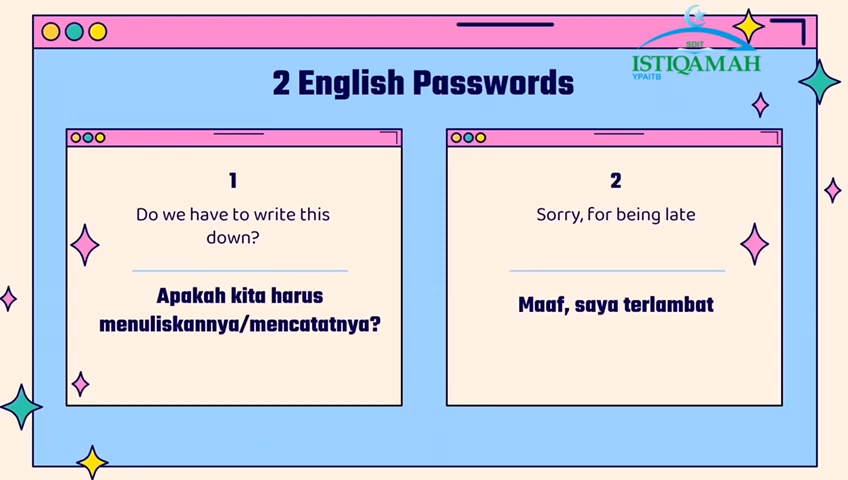 SDIT
ISTIQAMAH
YPAITB
2 English Passwords
1
Do we have to write this
down?
Apakah kita harus
menuliskannya/mencatatnya?
2
Sorry, for being late
Maaf, saya terlambat